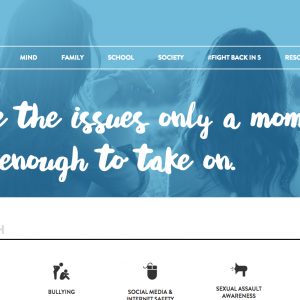 MIND FAMILY SCHOOL SOCIETY #FIGHT BACK IN S RESO
e the issues only a mom
enough to take on.
H
BULLYING SOCIAL MEDIA & INTERNET SAFETY SEXUAL ASSAULT AWARENESS